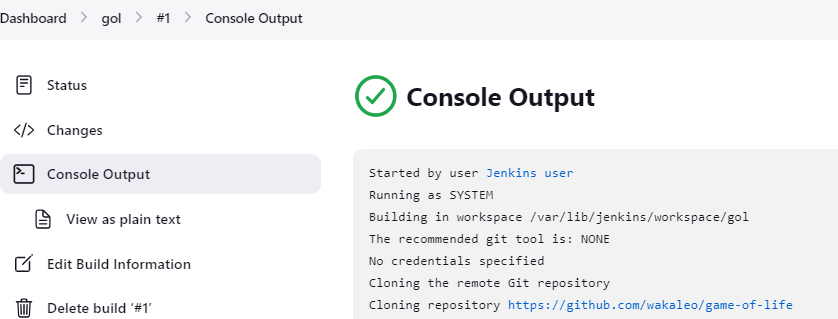 Dashboard > gol > #1 > Console Output
Status
Changes
Console Output
View as plain text
Edit Build Information
Delete build ‘#1’
Console Output
Started by user Jenkins user
Running as SYSTEM
Building in workspace /var/lib/jenkins/workspace/gol
The recommended git tool is: NONE
No credentials specified
Cloning the remote Git repository
Cloning repository https://github.com/wakaleo/game-of-life